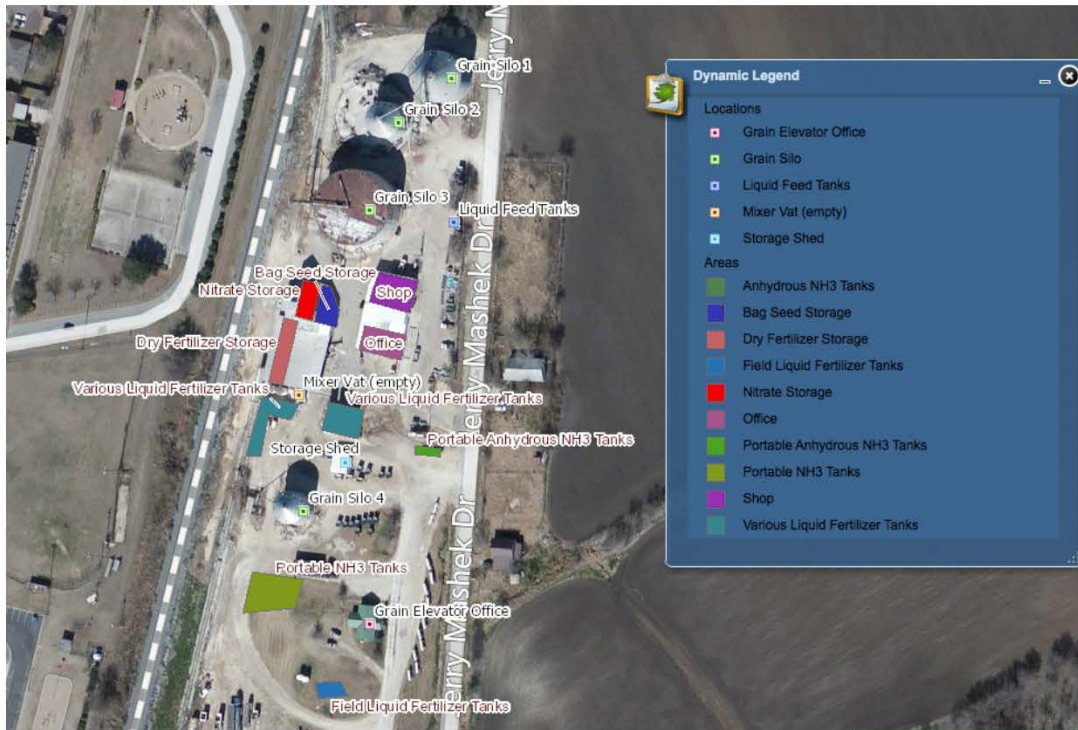 Grain Silo 1
Jerry M
Grain Silo 2
Grain Silo 3
Liquid Feed Tanks
Bag Seed Storage
Nitrate Storage
Shop
Jerry Mashek Dr
Dry Fertilizer Storage
Office
Mixer Vat (empty)
Various Liquid Fertilizer Tanks
Various Liquid Fertilizer Tanks
Portable Anhydrous NH3 Tanks
Storage Shed
Grain Silo 4
Jerry Mashek Dr
Portable NH3 Tanks
Grain Elevator Office
Field Liquid Fertilizer Tanks
Dynamic Legend
Locations
Grain Elevator Office
Grain Silo
Liquid Feed Tanks
Mixer Vat (empty)
Storage Shed
Areas
Anhydrous NH3 Tanks
Bag Seed Storage
Dry Fertilizer Storage
Field Liquid Fertilizer Tanks
Nitrate Storage
Office
Portable Anhydrous NH3 Tanks
Portable NH3 Tanks
Shop
Various Liquid Fertilizer Tanks